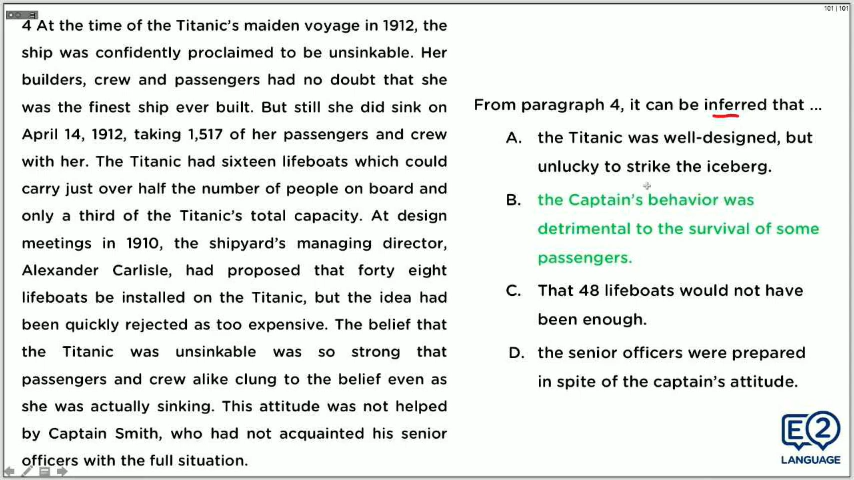 101 | 101
4 At the time of the Titanic's maiden voyage in 1912, the
ship was confidently proclaimed to be unsinkable. Her
builders, crew and passengers had no doubt that she
was the finest ship ever built. But still she did sink on
April 14, 1912, taking 1,517 of her passengers and crew
with her. The Titanic had sixteen lifeboats which could
carry just over half the number of people on board and
only a third of the Titanic's total capacity. At design
meetings in 1910, the shipyard's managing director,
Alexander Carlisle, had proposed that forty eight
lifeboats be installed on the Titanic, but the idea had
been quickly rejected as too expensive. The belief that
the Titanic was unsinkable was so strong that
passengers and crew alike clung to the belief even as
she was actually sinking. This attitude was not helped
by Captain Smith, who had not acquainted his senior
officers with the full situation.
From paragraph 4, it can be inferred that ...
A. the Titanic was well-designed, but
unlucky to strike the iceberg.
B. the Captain's behavior was
detrimental to the survival of some
passengers.
C. That 48 lifeboats would not have
been enough.
D. the senior officers were prepared
in spite of the captain's attitude.
E2
LANGUAGE